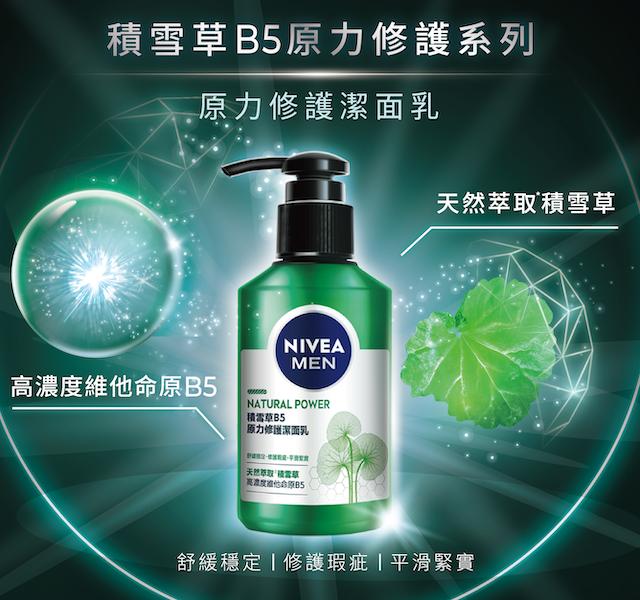 積雪草B5原力修護系列
原力修護潔面乳
天然萃取*積雪草
高濃度維他命原B5
NIVEA
MEN
NATURAL POWER
積雪草B5
原力修護潔面乳
舒緩穩定·修護瑕疵·平滑緊實
天然萃取*積雪草
高濃度維他命原B5
舒緩穩定 | 修護瑕疵 | 平滑緊實